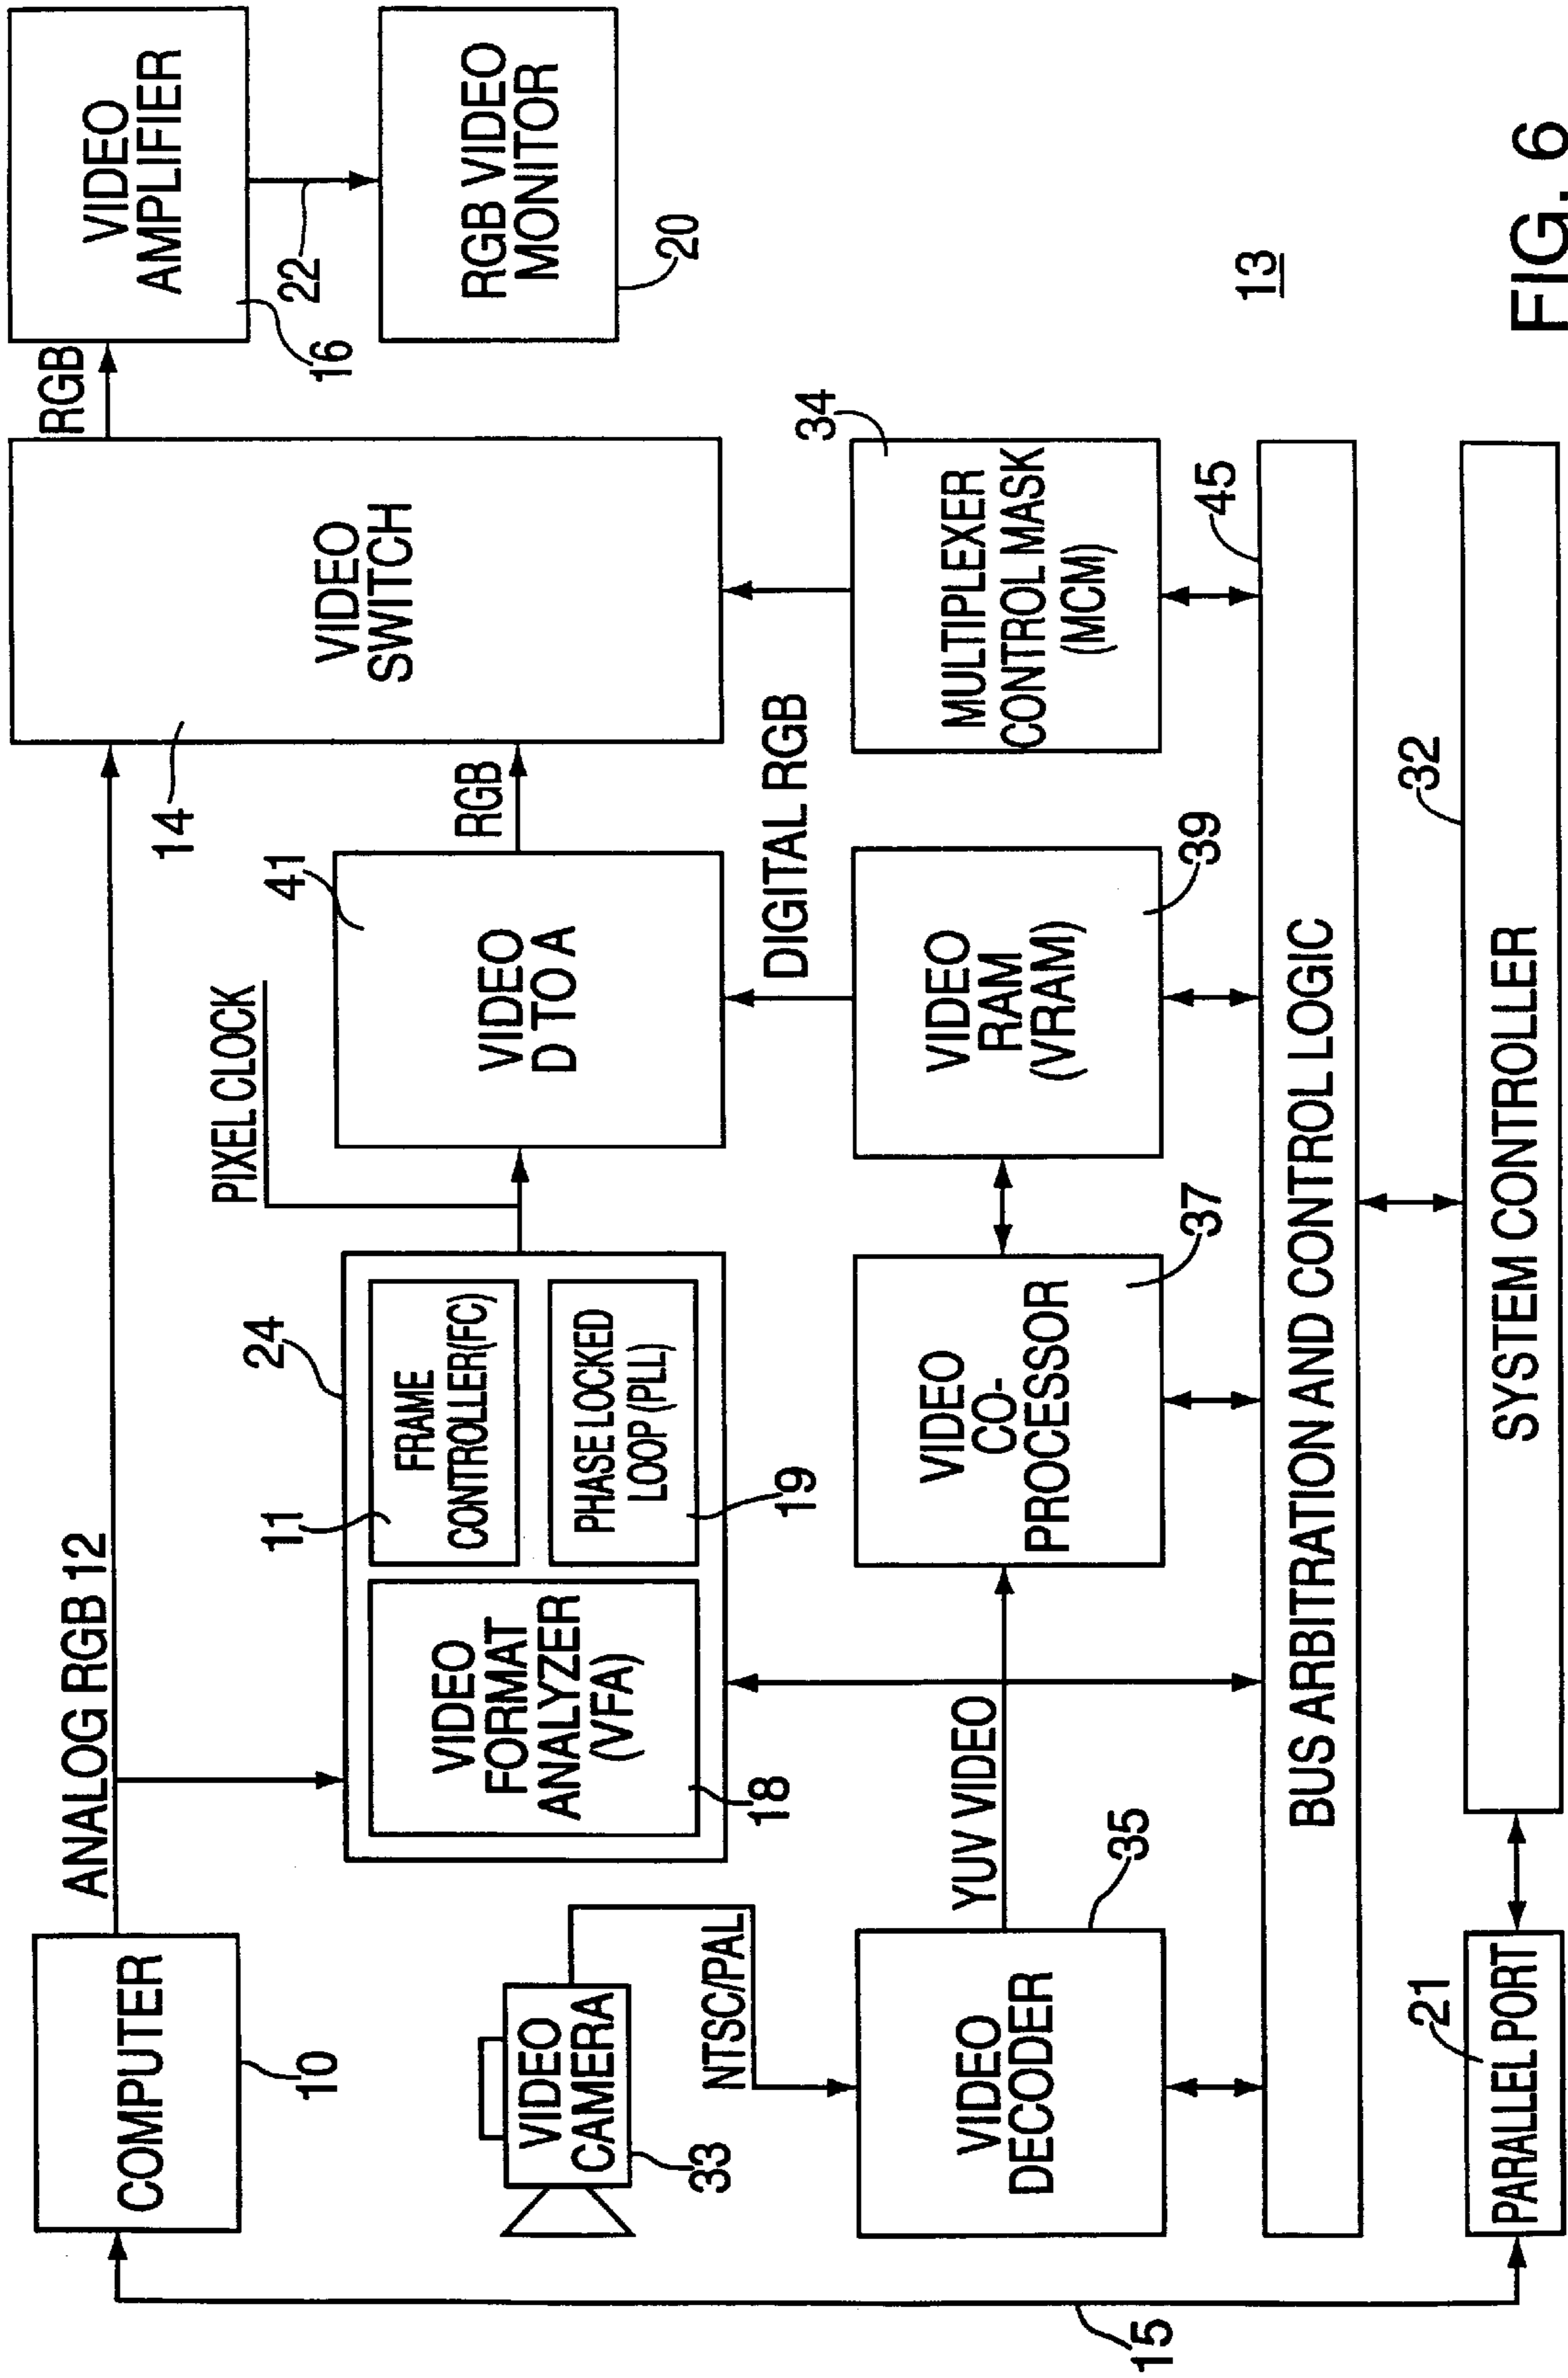 COMPUTER
10
ANALOG RGB 12
VIDEO
SWITCH
14
RGB
VIDEO
AMPLIFIER
16
22
RGB VIDEO
MONITOR
20
VIDEO
CAMERA
33
NTSC/PAL
VIDEO
FORMAT
ANALYZER
(VFA)
18
FRAME
CONTROLLER(FC)
11
PHASE LOCKED
LOOP (PLL)
19
24
PIXEL CLOCK
VIDEO
D TO A
41
RGB
DIGITAL RGB
VIDEO
DECODER
35
YUV VIDEO
VIDEO
CO-
PROCESSOR
37
VIDEO
RAM
(VRAM)
39
MULTIPLEXER
CONTROL MASK
(MCM)
34
BUS ARBITRATION AND CONTROL LOGIC
45
PARALLEL PORT
21
SYSTEM CONTROLLER
32
15
13
FIG. 6